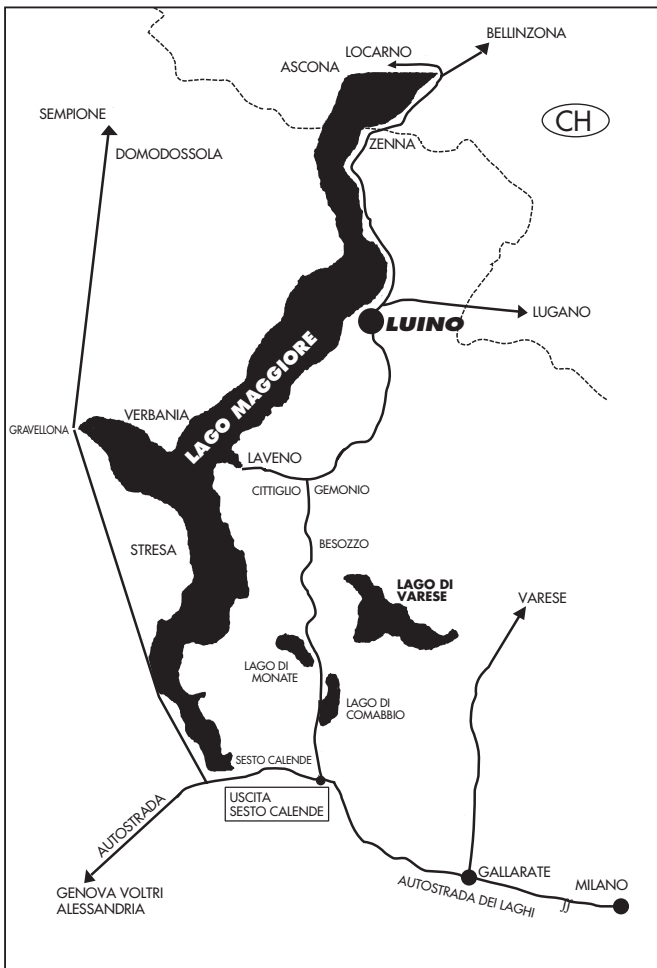 BELLINZONA
LOCARNO
ASCONA
SEMPIONE
CH
DOMODOSSOLA
ZENNA
LUGANO
LUINO
LAGO MAGGIORE
VERBANIA
GRAVELLONA
LAVENO
CITTIGLIO
GEMONIO
BESOZZO
STRESA
LAGO DI
VARESE
VARESE
LAGO DI
MONATE
LAGO DI
COMABBIO
SESTO CALENDE
USCITA
SESTO CALENDE
AUTOSTRADA
GENOVA VOLTRI
ALESSANDRIA
GALLARATE
AUTOSTRADA DEI LAGHI
MILANO